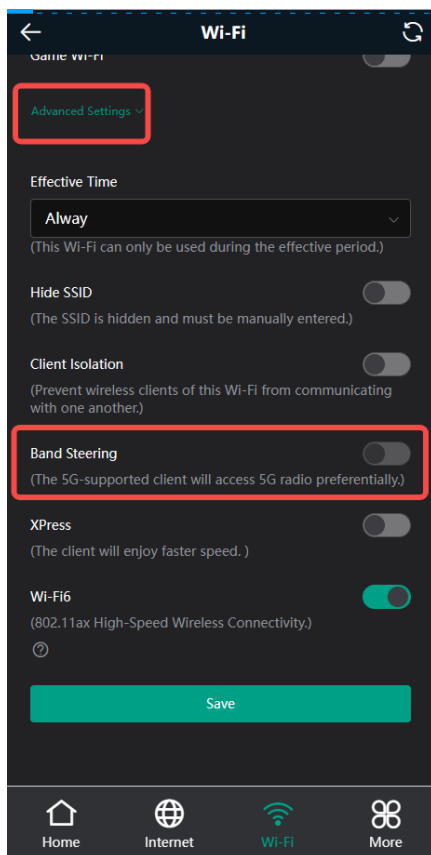 Wi-Fi
Game Wi-Fi
Advanced Settings
Effective Time
Alway
(This Wi-Fi can only be used during the effective period.)
Hide SSID
(The SSID is hidden and must be manually entered.)
Client Isolation
(Prevent wireless clients of this Wi-Fi from communicating
with one another.)
Band Steering
(The 5G-supported client will access 5G radio preferentially.)
XPress
(The client will enjoy faster speed. )
Wi-Fi6
(802.11ax High-Speed Wireless Connectivity.)
Save
Home Internet Wi-Fi More